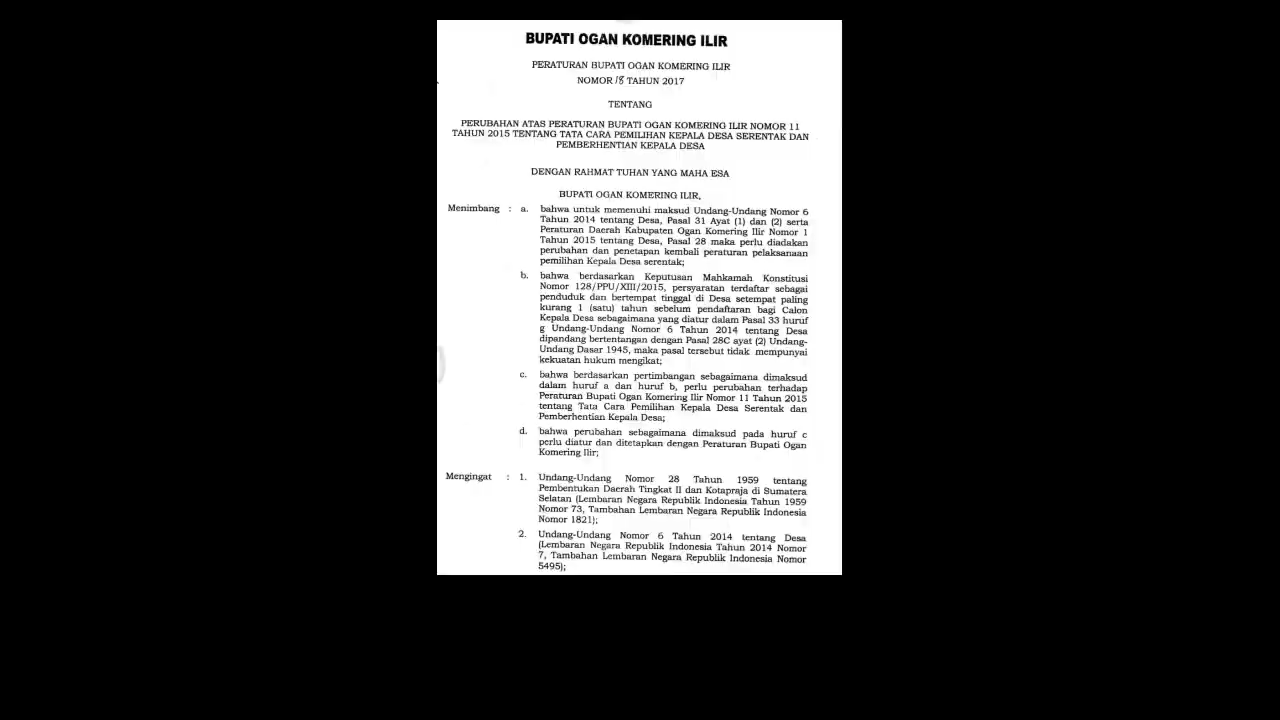 BUPATI OGAN KOMERING ILIR
PERATURAN BUPATI OGAN KOMERING ILIR
NOMOR 18 TAHUN 2017
TENTANG
PERUBAHAN ATAS PERATURAN BUPATI OGAN KOMERING ILIR NOMOR 11
TAHUN 2015 TENTANG TATA CARA PEMILIHAN KEPALA DESA SERENTAK DAN
PEMBERHENTIAN KEPALA DESA
DENGAN RAHMAT TUHAN YANG MAHA ESA
BUPATI OGAN KOMERING ILIR,
Menimbang : a. bahwa untuk memenuhi maksud Undang-Undang Nomor 6
Tahun 2014 tentang Desa, Pasal 31 Ayat (1) dan (2) serta
Peraturan Daerah Kabupaten Ogan Komering Ilir Nomor 1
Tahun 2015 tentang Desa, Pasal 28 maka perlu diadakan
perubahan dan penetapan kembali peraturan pelaksanaan
pemilihan Kepala Desa serentak;
b. bahwa berdasarkan Keputusan Mahkamah Konstitusi
Nomor 128/PPU/XIII/2015, persyaratan terdaftar sebagai
penduduk dan bertempat tinggal di Desa setempat paling
kurang 1 (satu) tahun sebelum pendaftaran bagi Calon
Kepala Desa sebagaimana yang diatur dalam Pasal 33 huruf
g Undang-Undang Nomor 6 Tahun 2014 tentang Desa
dipandang bertentangan dengan Pasal 28C ayat (2) Undang-
Undang Dasar 1945, maka pasal tersebut tidak mempunyai
kekuatan hukum mengikat;
c. bahwa berdasarkan pertimbangan sebagaimana dimaksud
dalam huruf a dan huruf b, perlu perubahan terhadap
Peraturan Bupati Ogan Komering Ilir Nomor 11 Tahun 2015
tentang Tata Cara Pemilihan Kepala Desa Serentak dan
Pemberhentian Kepala Desa;
d. bahwa perubahan sebagaimana dimaksud pada huruf c
perlu diatur dan ditetapkan dengan Peraturan Bupati Ogan
Komering Ilir;
Mengingat : 1. Undang-Undang Nomor 28 Tahun 1959 tentang
Pembentukan Daerah Tingkat II dan Kotapraja di Sumatera
Selatan (Lembaran Negara Republik Indonesia Tahun 1959
Nomor 73, Tambahan Lembaran Negara Republik Indonesia
Nomor 1821);
2. Undang-Undang Nomor 6 Tahun 2014 tentang Desa
(Lembaran Negara Republik Indonesia Tahun 2014 Nomor
7, Tambahan Lembaran Negara Republik Indonesia Nomor
5495);